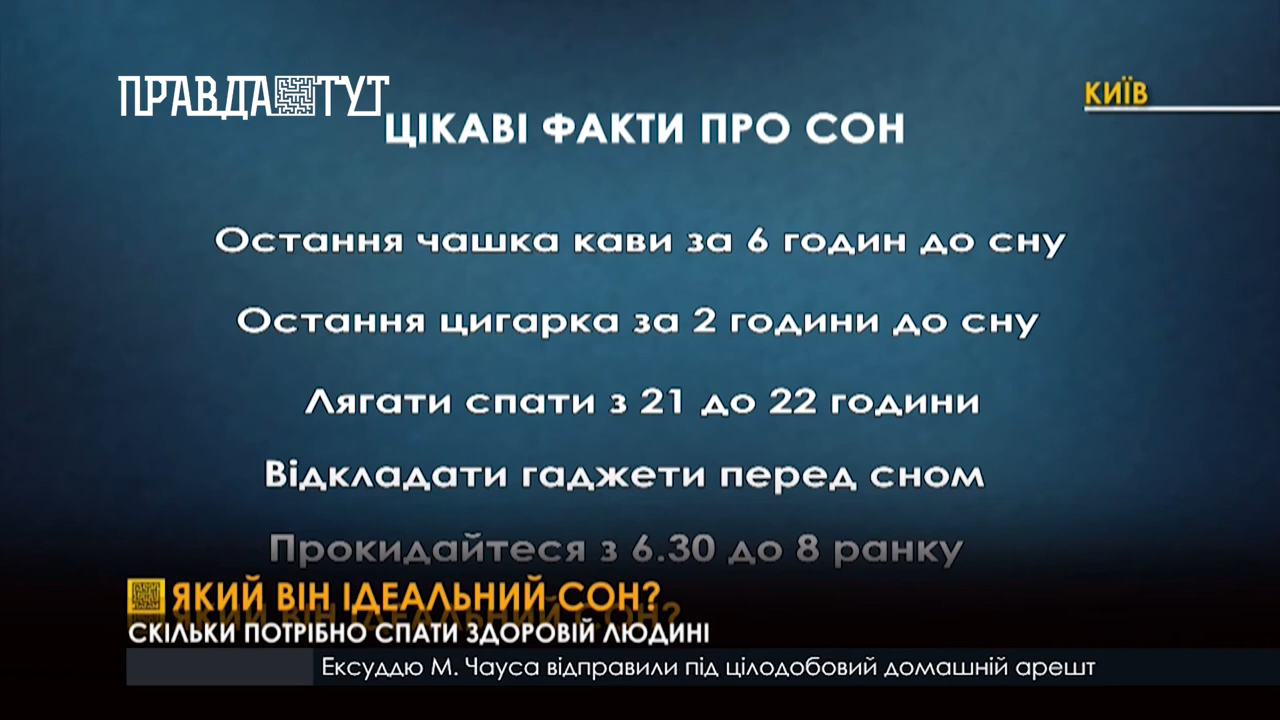 ПРАВДА ТУТ
КИЇВ
ЦІКАВІ ФАКТИ ПРО СОН
Остання чашка кави за 6 годин до сну
Остання цигарка за 2 години до сну
Лягати спати з 21 до 22 години
Відкладати гаджети перед сном
Прокидайтеся з 6.30 до 8 ранку
ЯКИЙ ВІН ІДЕАЛЬНИЙ СОН?
СКІЛЬКИ ПОТРІБНО СПАТИ ЗДОРОВІЙ ЛЮДИНІ
Ексуддю М. Чауса відправили під цілодобовий домашній арешт